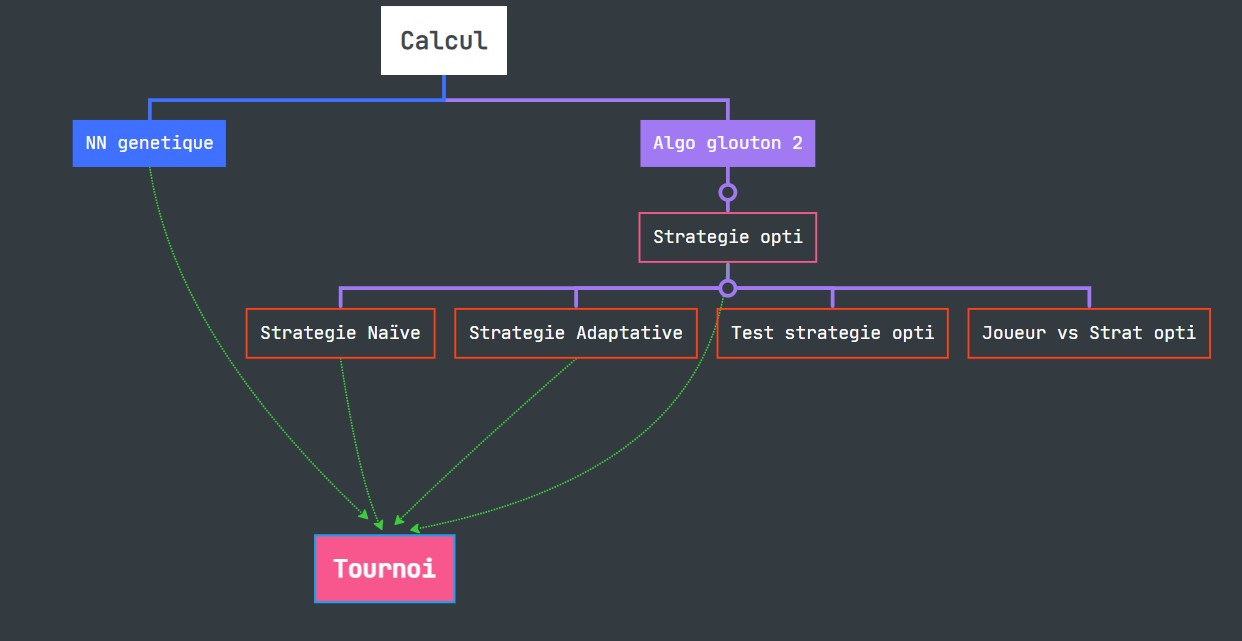 Calcul
NN genetique
Algo glouton 2
Strategie opti
Strategie Naïve
Strategie Adaptative
Test strategie opti
Joueur vs Strat opti
Tournoi